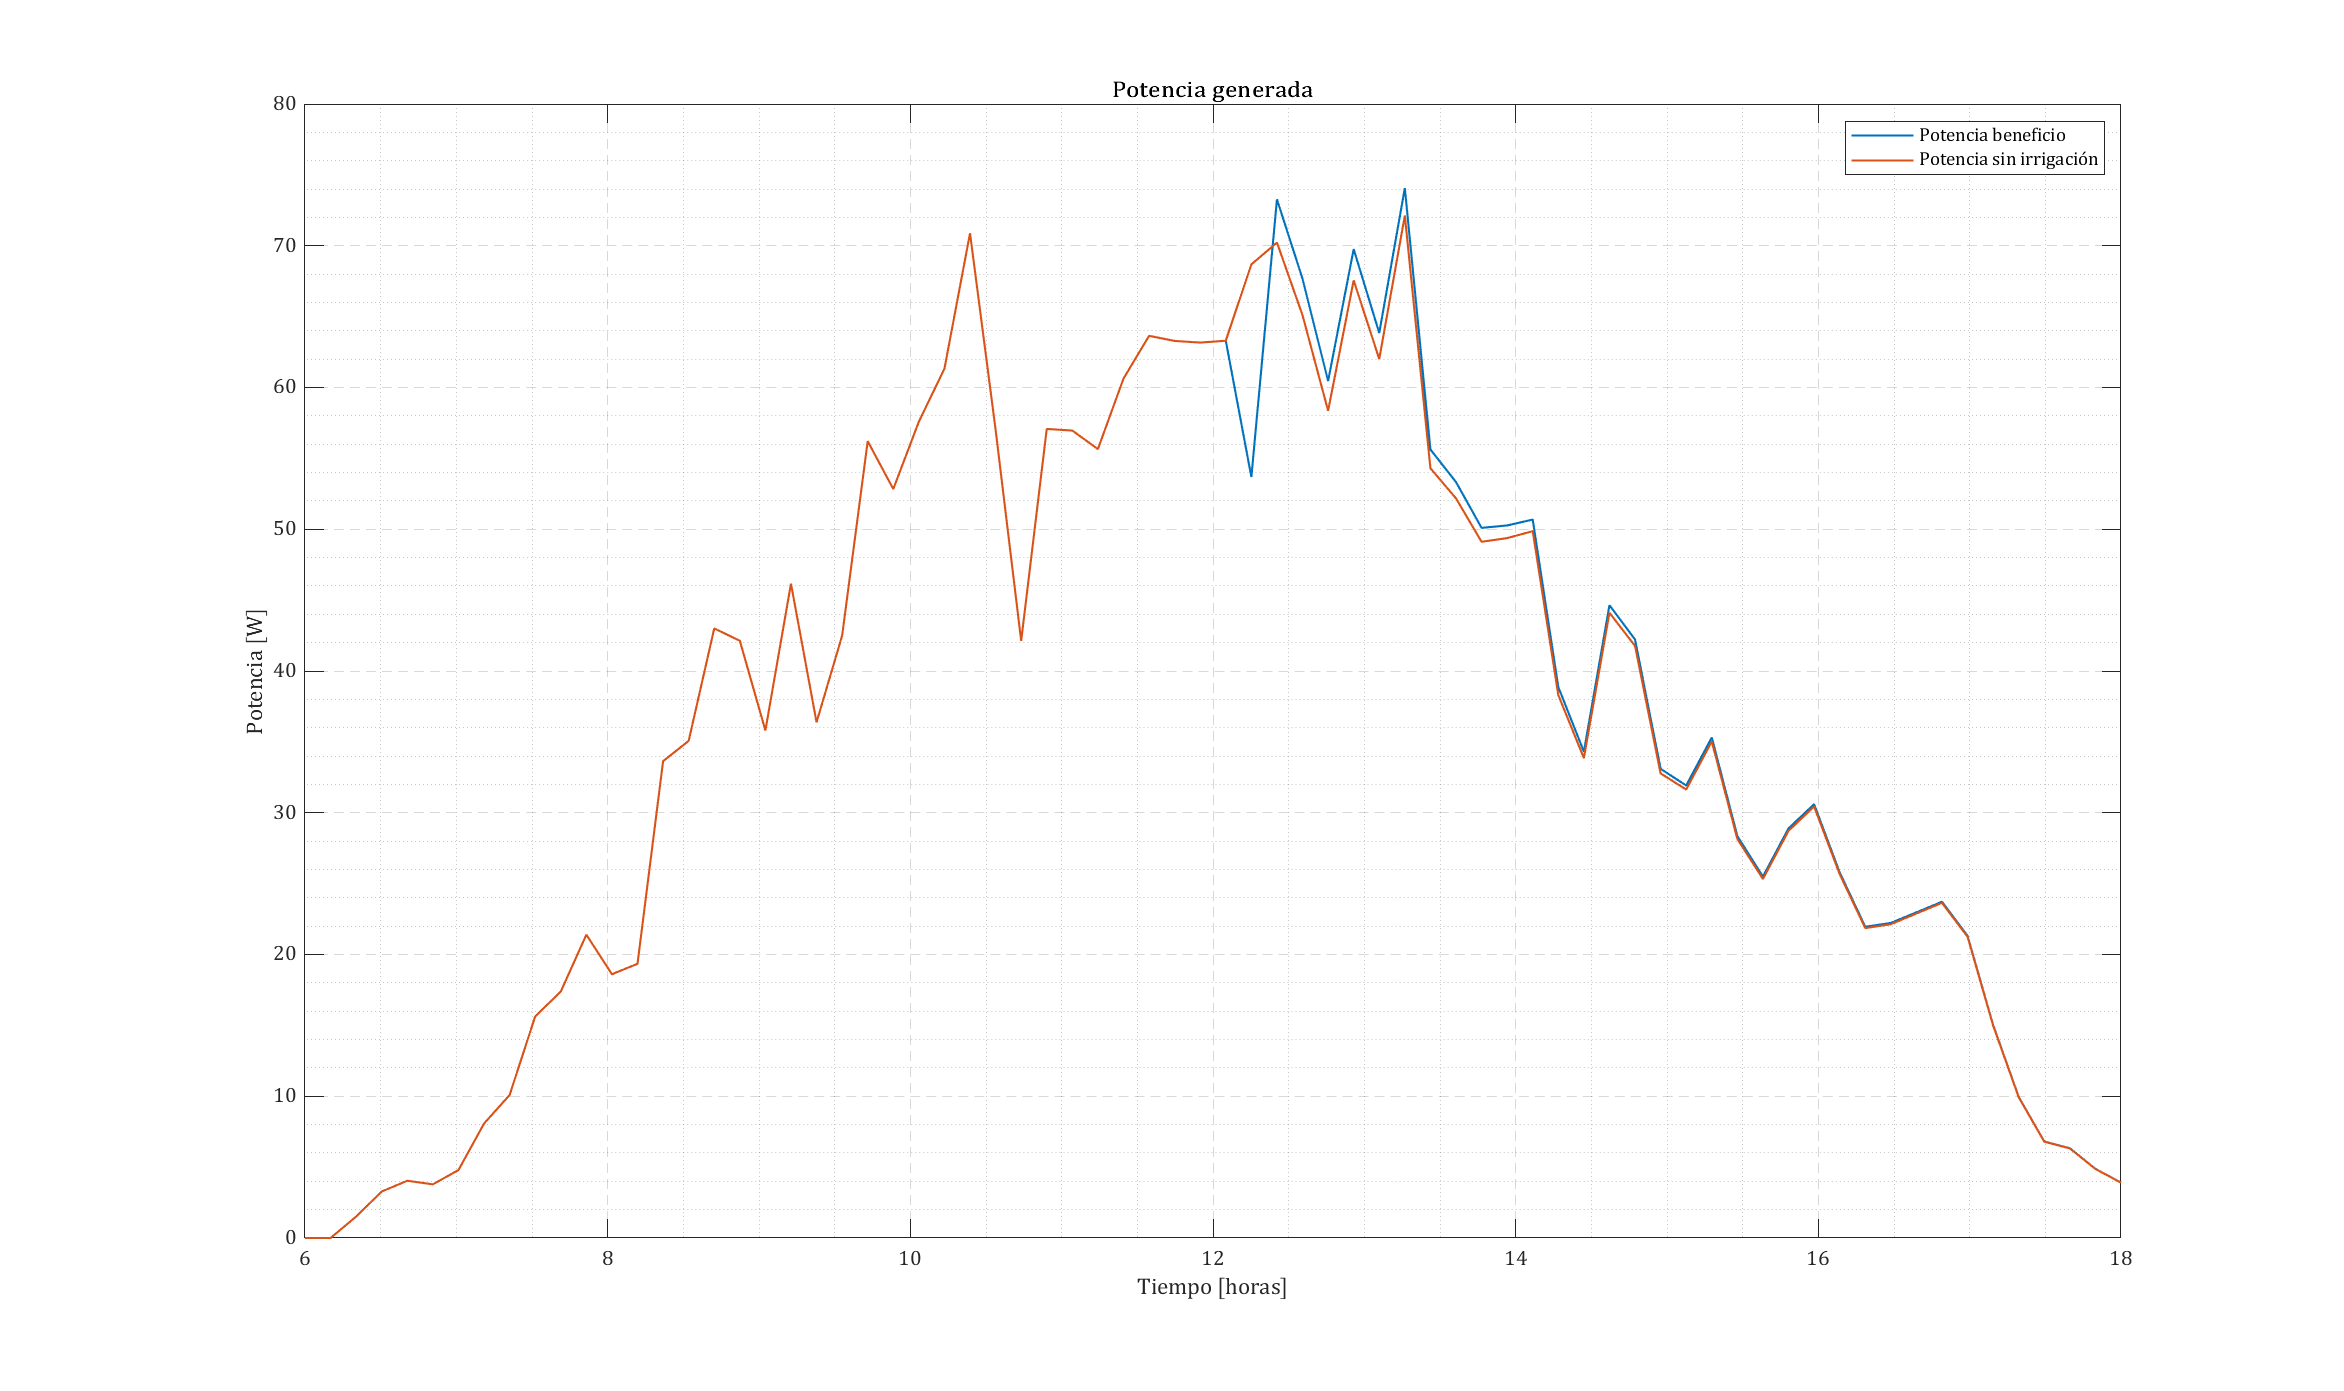 Potencia generada
80
70
60
50
40
30
20
10
0
Potencia [W]
Potencia beneficio
Potencia sin irrigación
6 8 10 12 14 16 18
Tiempo [horas]